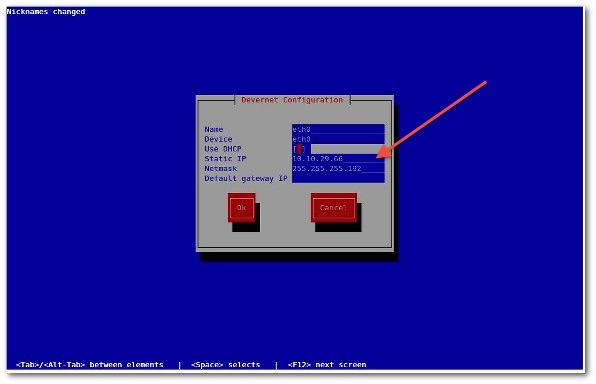 Nicknames changed
Devernet Configuration
Name eth0
Device eth0
Use DHCP [ ]
Static IP 10.10.29.66
Netmask 255.255.255.192
Default gateway IP
Ok Cancel
<Tab>/<Alt-Tab> between elements | <Space> selects | <F12> next screen